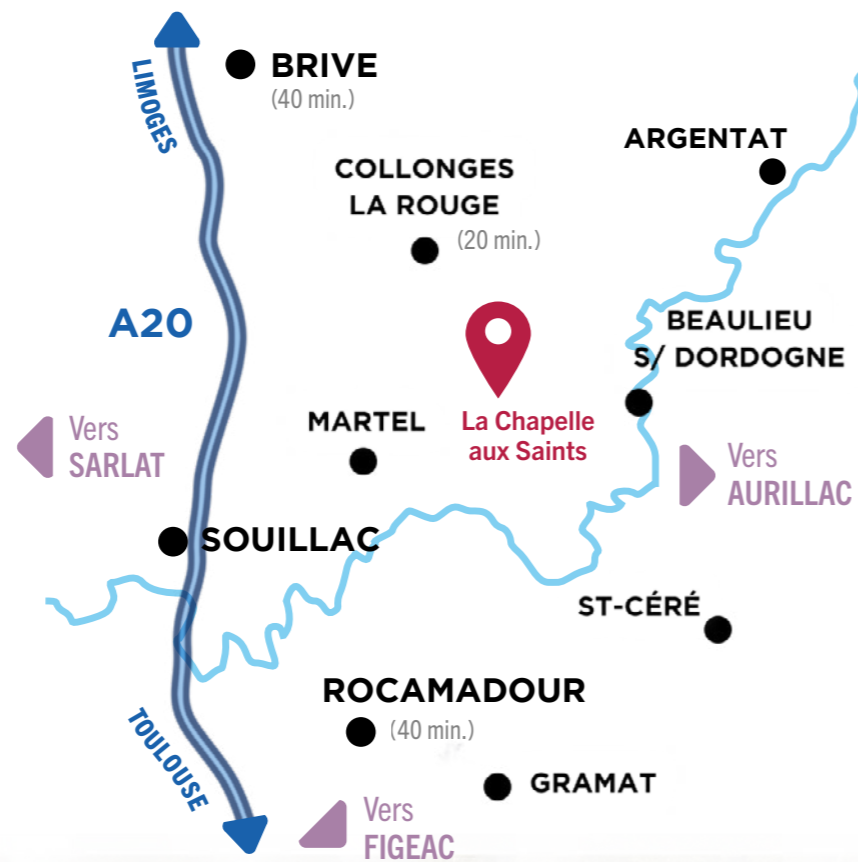 LIMOGES
BRIVE
(40 min.)
ARGENTAT
COLLONGES
LA ROUGE
(20 min.)
A20
BEAULIEU
S/ DORDOGNE
MARTEL
La Chapelle
aux Saints
Vers
SARLAT
Vers
AURILLAC
SOUILLAC
ST-CÉRÉ
ROCAMADOUR
(40 min.)
TOULOUSE
GRAMAT
Vers
FIGEAC